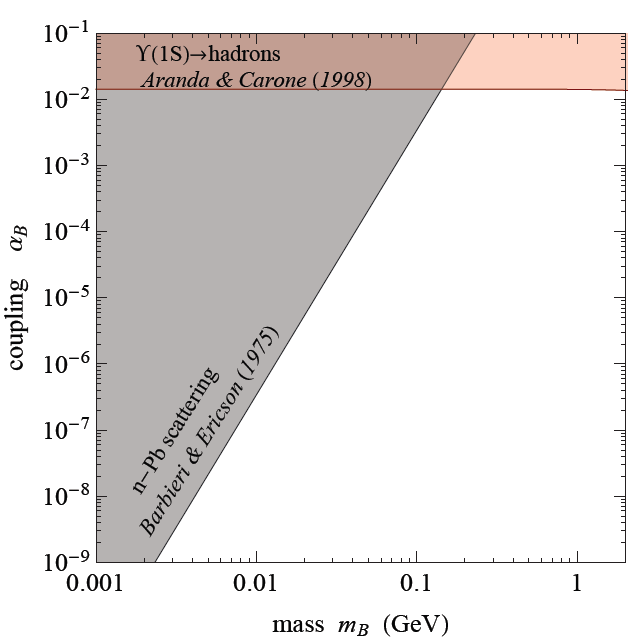 10⁻¹
10⁻²
10⁻³
10⁻⁴
10⁻⁵
10⁻⁶
10⁻⁷
10⁻⁸
10⁻⁹
coupling α_B
ϒ(1S)→hadrons
Aranda & Carone (1998)
n−Pb scattering
Barbieri & Ericson (1975)
0.001 0.01 0.1 1
mass m_B (GeV)